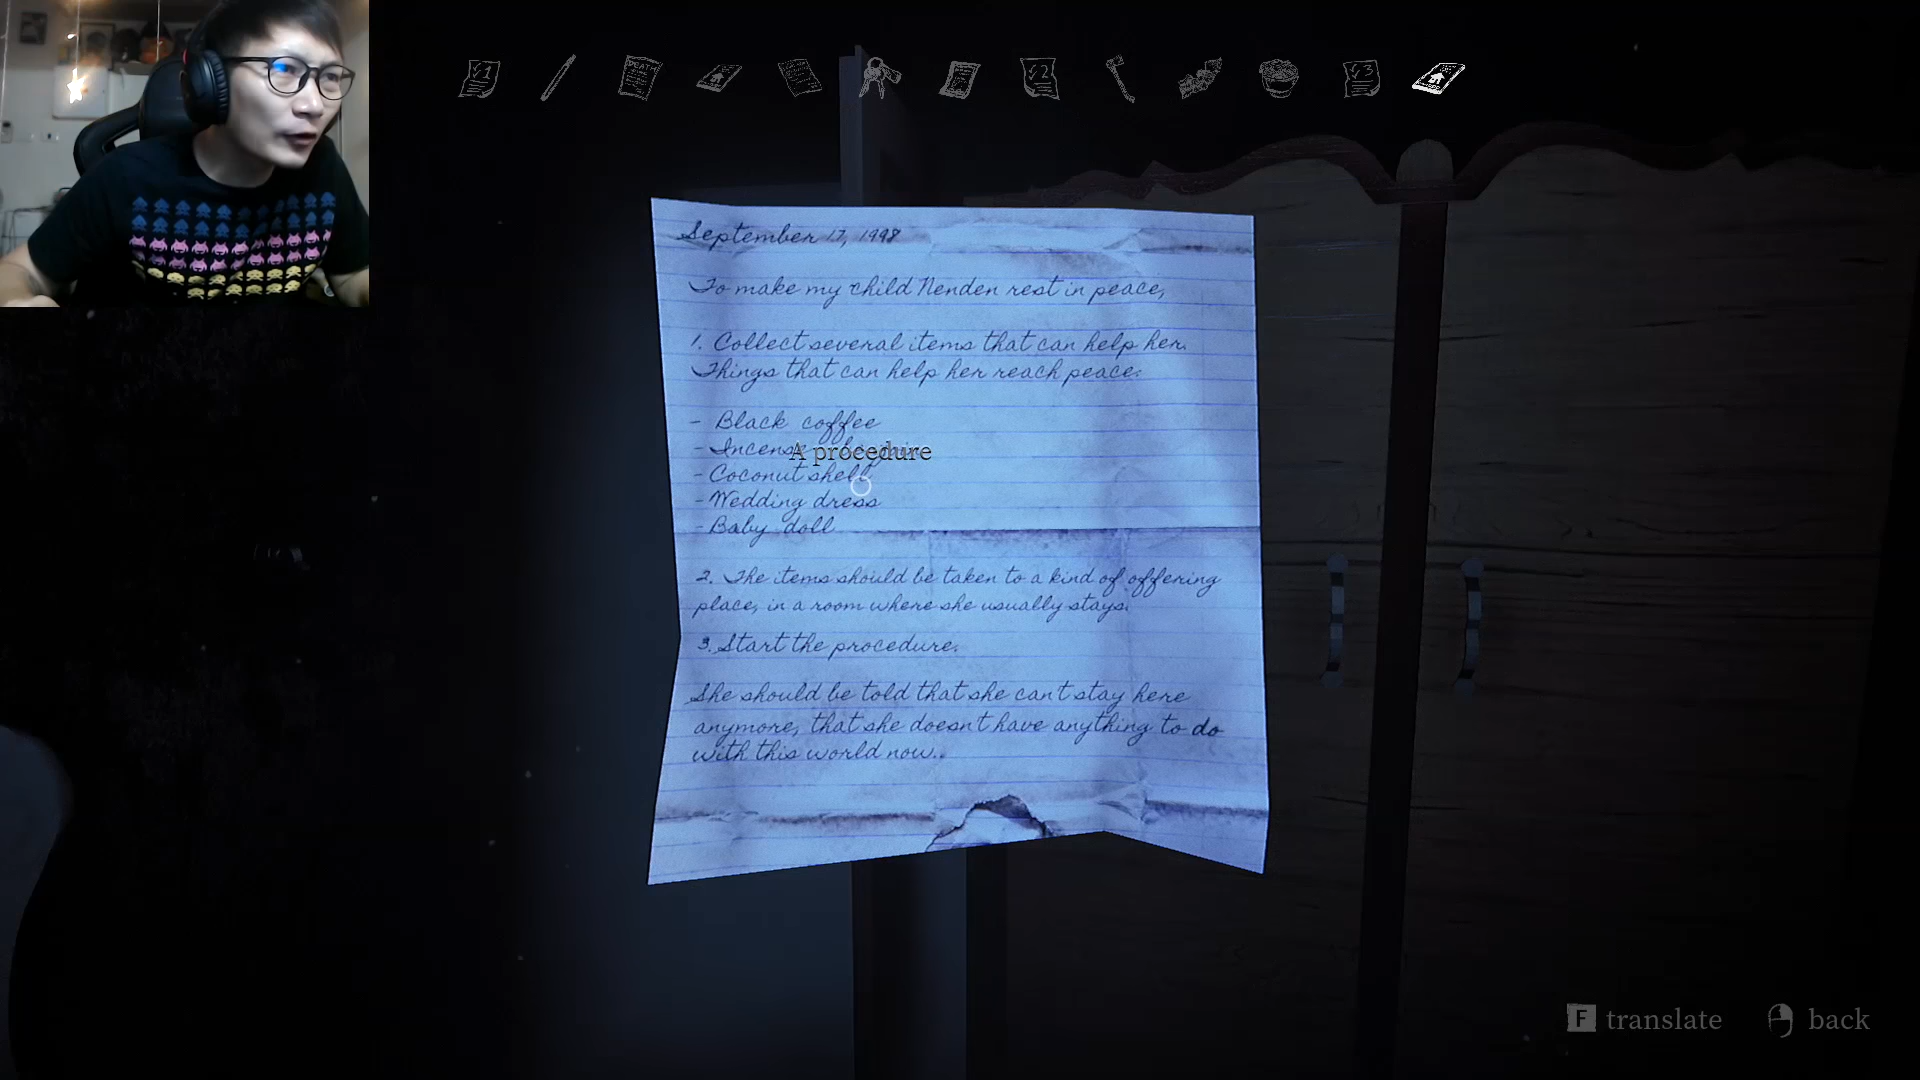 DEATH
September 17, 1998
To make my child Nenden rest in peace,
1. Collect several items that can help her.
Things that can help her reach peace:
- Black coffee
- Incense
A procedure
- Coconut shell
- Wedding dress
- Baby doll
2. The items should be taken to a kind of offering
place, in a room where she usually stays.
3. Start the procedure.
She should be told that she can't stay here
anymore, that she doesn't have anything to do
with this world now..
F translate
back